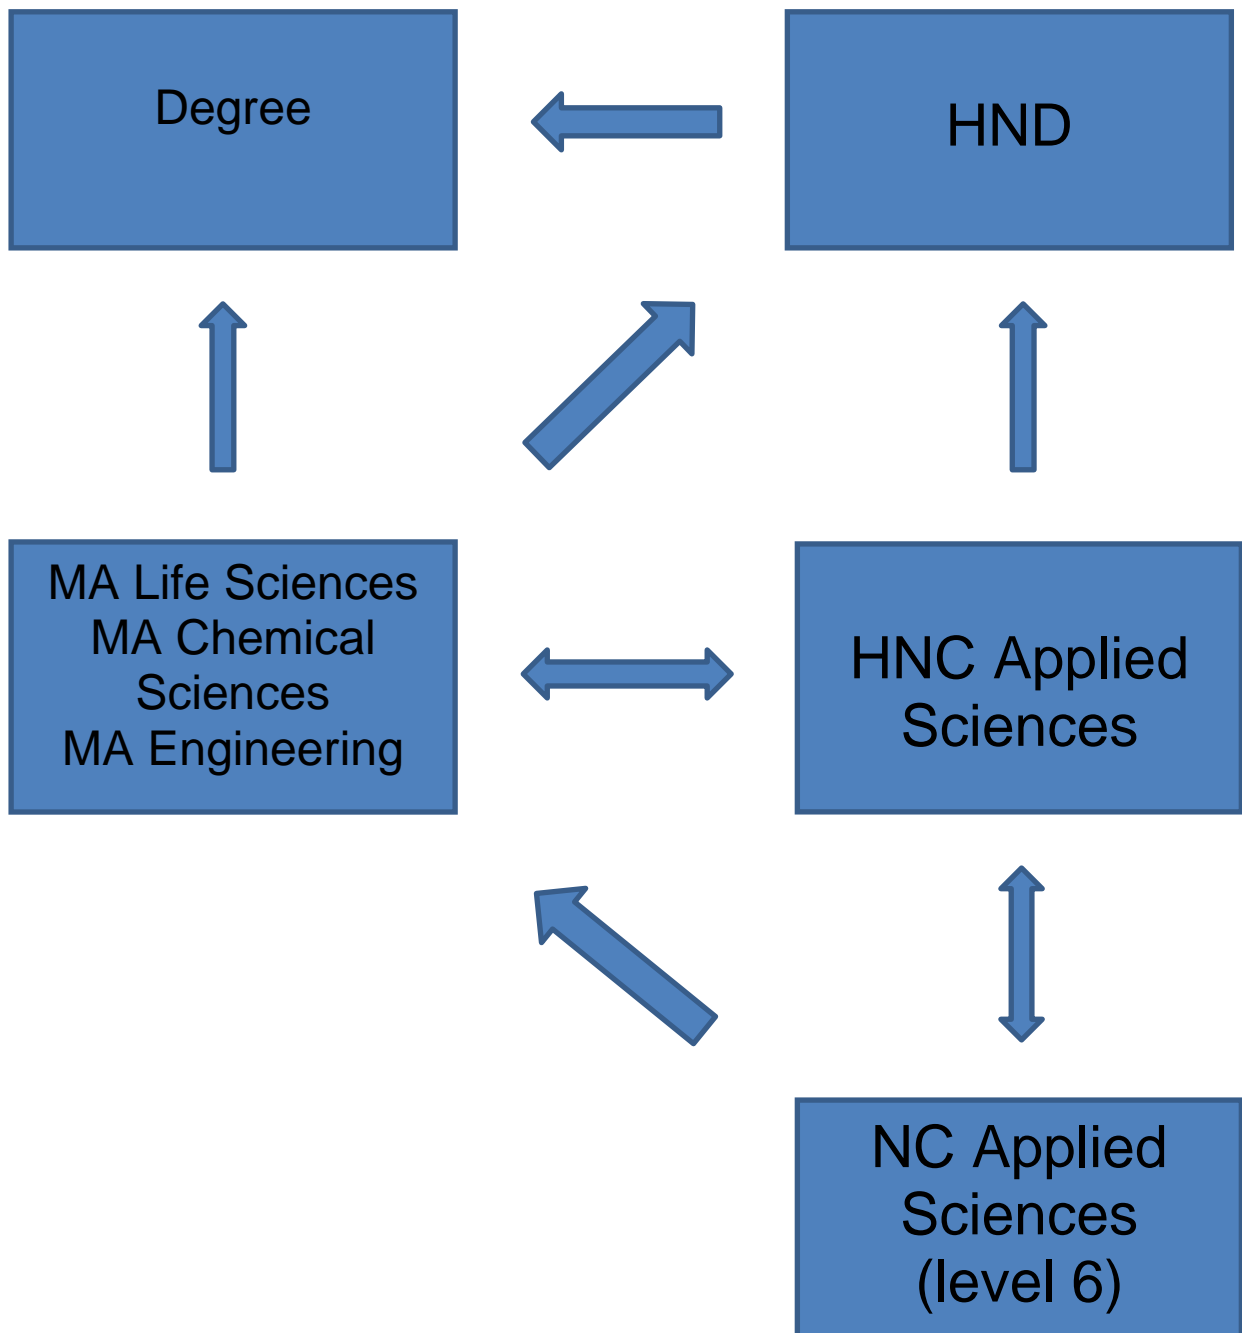 Degree
HND
MA Life Sciences
MA Chemical
Sciences
MA Engineering
HNC Applied
Sciences
NC Applied
Sciences
(level 6)